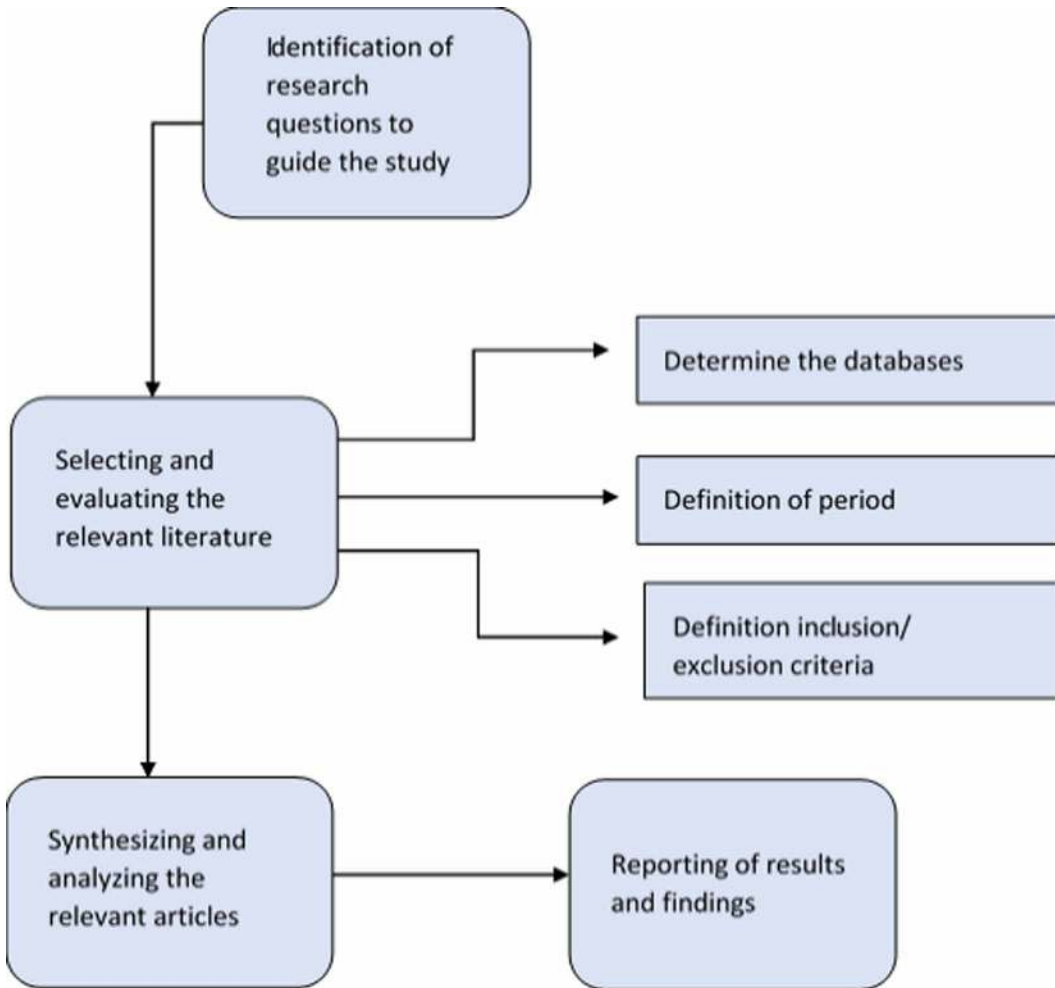 Identification of
research
questions to
guide the study
Determine the databases
Selecting and
evaluating the
relevant literature
Definition of period
Definition inclusion/
exclusion criteria
Synthesizing and
analyzing the
relevant articles
Reporting of results
and findings